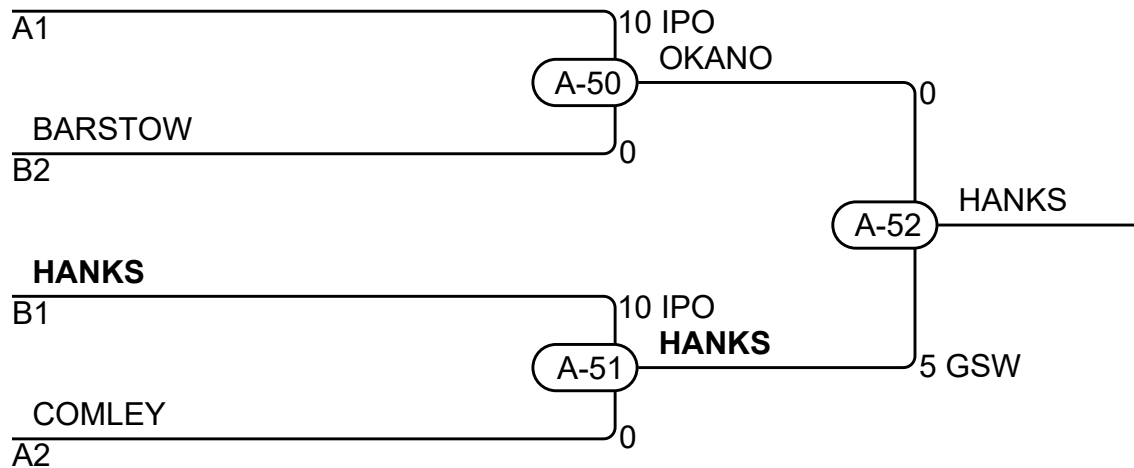 A1
10 IPO
OKANO
A-50
0
BARSTOW
0
B2
HANKS
A-52
HANKS
B1
10 IPO
HANKS
A-51
5 GSW
COMLEY
0
A2